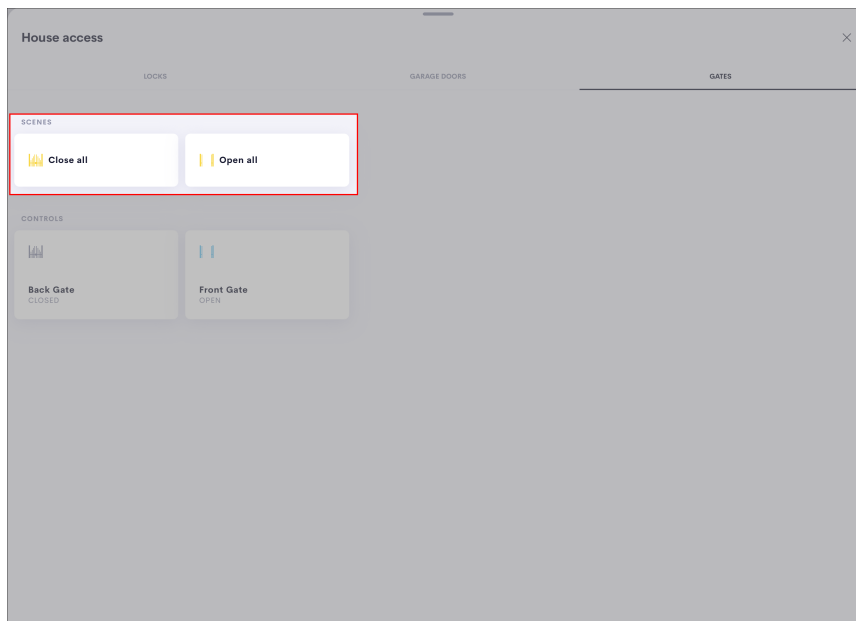 House access
LOCKS GARAGE DOORS GATES
SCENES
Close all Open all
CONTROLS
Back Gate Front Gate
CLOSED OPEN